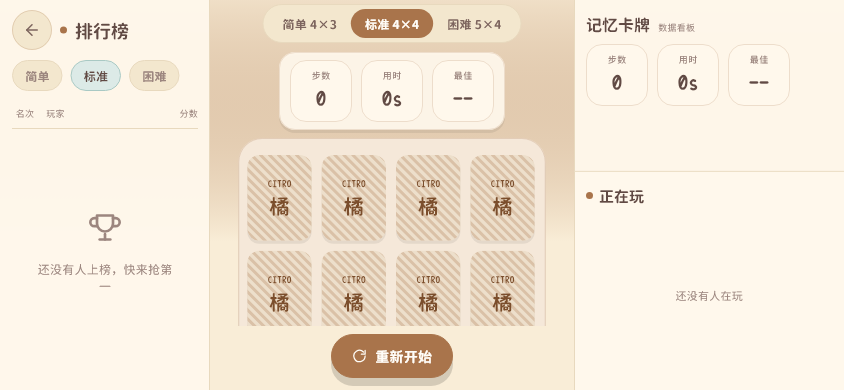 排行榜
简单 标准 困难
名次 玩家 分数
还没有人上榜，快来抢第
一
简单 4×3 标准 4×4 困难 5×4
步数 用时 最佳
0 0s --
CITRO CITRO CITRO CITRO
橘 橘 橘 橘
CITRO CITRO CITRO CITRO
橘 橘 橘 橘
重新开始
记忆卡牌 数据看板
步数 用时 最佳
0 0s --
正在玩
还没有人在玩